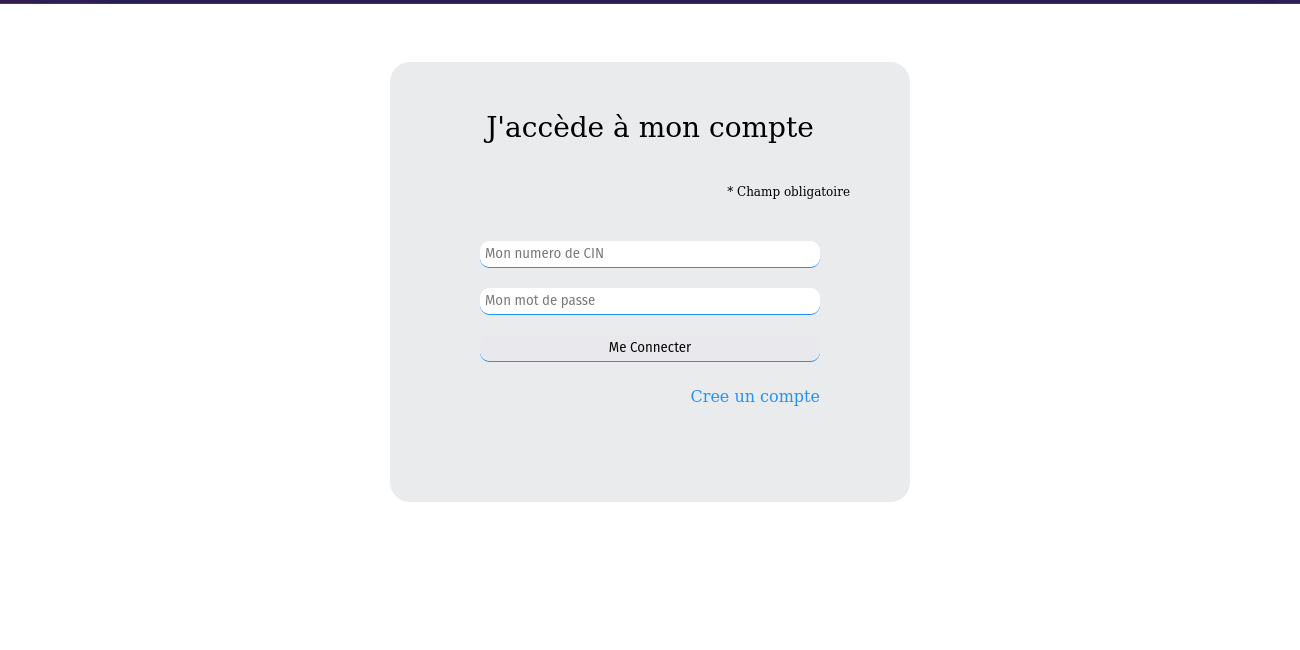 J'accède à mon compte
* Champ obligatoire
Mon numero de CIN
Mon mot de passe
Me Connecter
Cree un compte